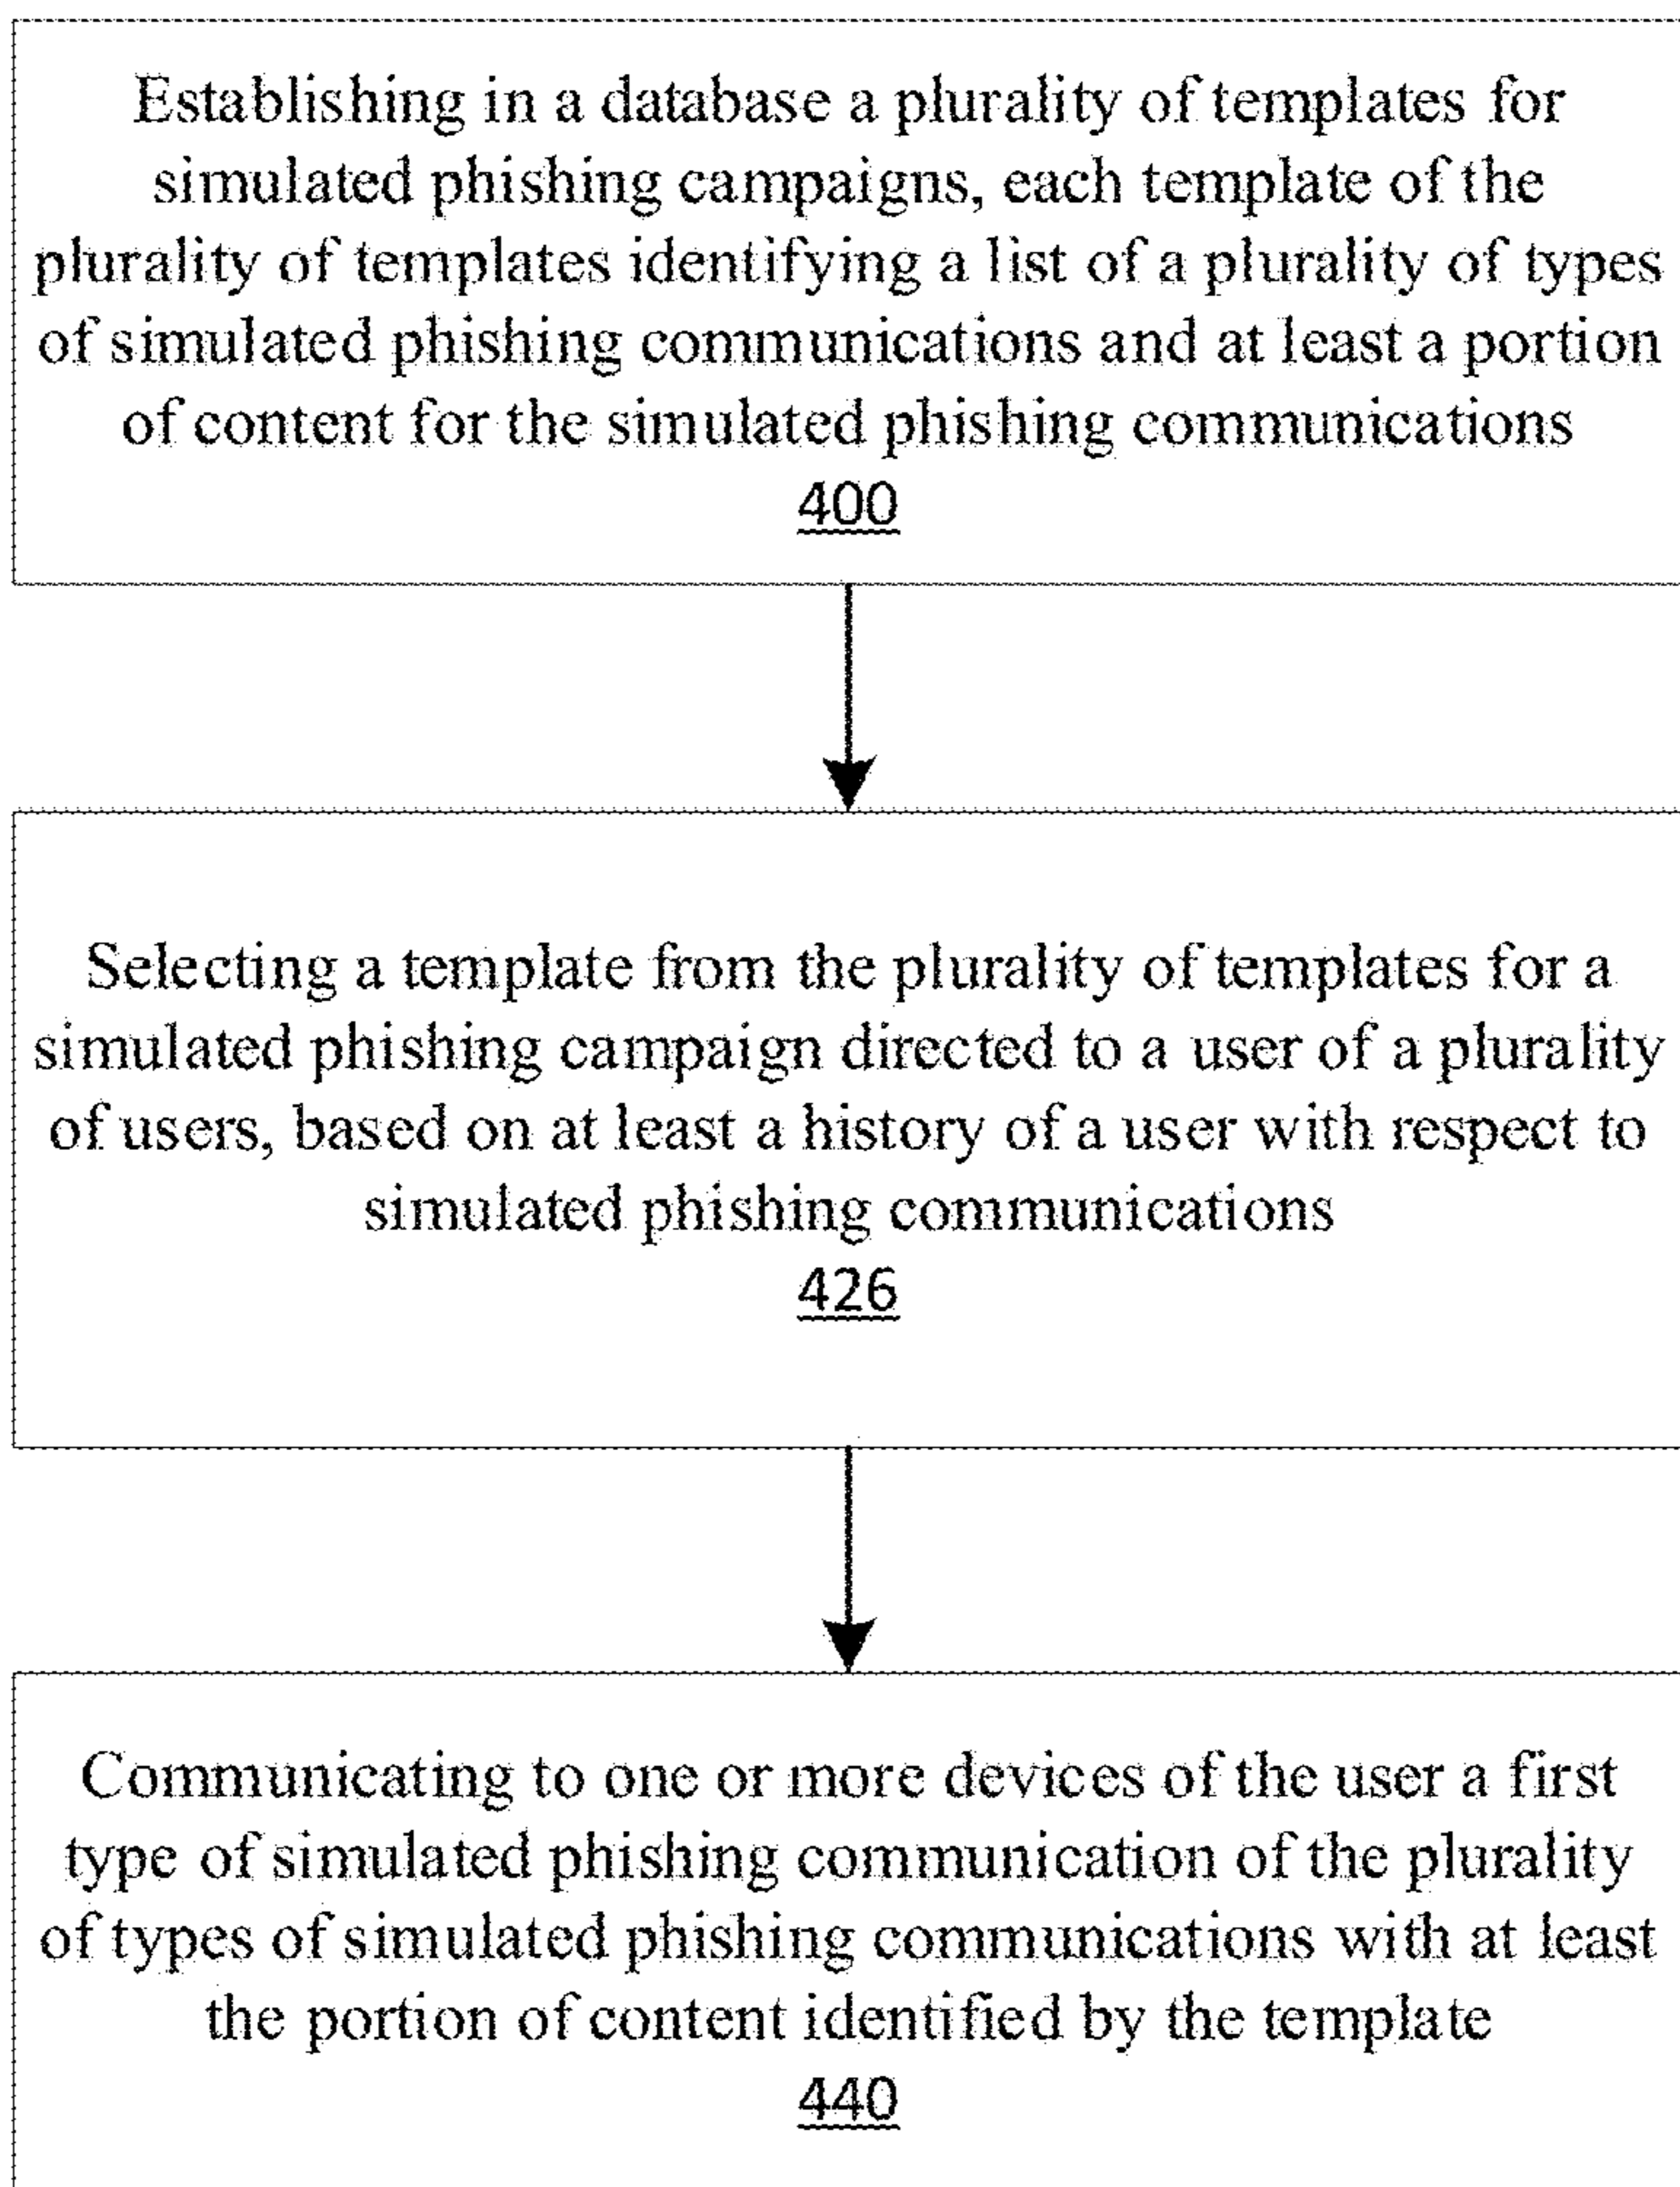 Establishing in a database a plurality of templates for
simulated phishing campaigns, each template of the
plurality of templates identifying a list of a plurality of types
of simulated phishing communications and at least a portion
of content for the simulated phishing communications
400
Selecting a template from the plurality of templates for a
simulated phishing campaign directed to a user of a plurality
of users, based on at least a history of a user with respect to
simulated phishing communications
426
Communicating to one or more devices of the user a first
type of simulated phishing communication of the plurality
of types of simulated phishing communications with at least
the portion of content identified by the template
440